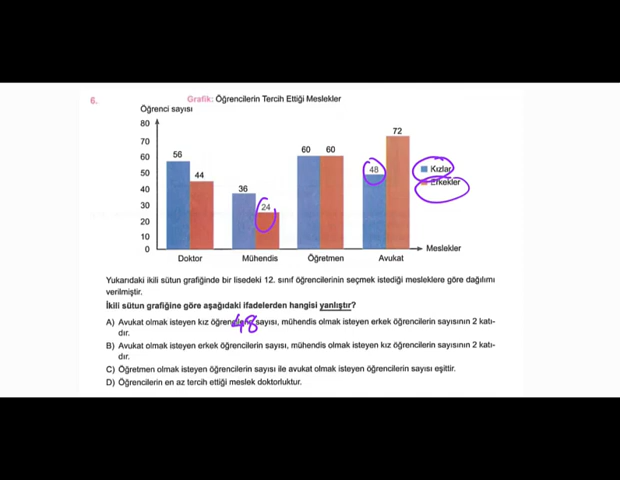 6.
Grafik: Öğrencilerin Tercih Ettiği Meslekler
Öğrenci sayısı
80
70
60
50
40
30
20
10
0
56
44
36
24
60 60
48
72
Kızlar
Erkekler
Doktor Mühendis Öğretmen Avukat
Meslekler
Yukarıdaki ikili sütun grafiğinde bir lisedeki 12. sınıf öğrencilerinin seçmek istediği mesleklere göre dağılımı
verilmiştir.
İkili sütun grafiğine göre aşağıdaki ifadelerden hangisi yanlıştır?
A) Avukat olmak isteyen kız öğrencilerin sayısı, mühendis olmak isteyen erkek öğrencilerin sayısının 2 katı-
48
dır.
B) Avukat olmak isteyen erkek öğrencilerin sayısı, mühendis olmak isteyen kız öğrencilerin sayısının 2 katı-
dır.
C) Öğretmen olmak isteyen öğrencilerin sayısı ile avukat olmak isteyen öğrencilerin sayısı eşittir.
D) Öğrencilerin en az tercih ettiği meslek doktorluktur.